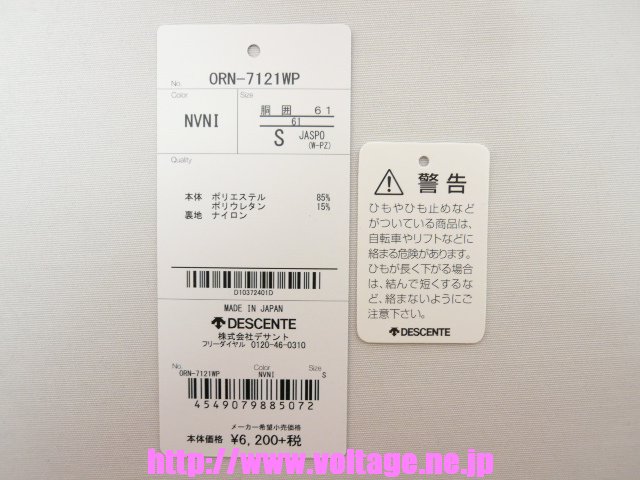 No. ORN-7121WP
Color Size
NVNI
胴 囲 61
61
S JASPO
(W-PZ)
Quality
本体 ポリエステル 85%
ポリウレタン 15%
裏地 ナイロン
D10372401D
MADE IN JAPAN
DESCENTE
株式会社デサント
フリーダイヤル 0120-46-0310
No. Color Size
ORN-7121WP NVNI S
4549079885072
メーカー希望小売価格
本体価格 ¥6,200+税
警告
ひもやひも止めなど
がついている商品は、
自転車やリフトなどに
絡まる危険があります。
ひもが長く下がる場合
は、結んで短くするな
ど、絡まないようにご
注意下さい。
DESCENTE
http://www.voltage.ne.jp